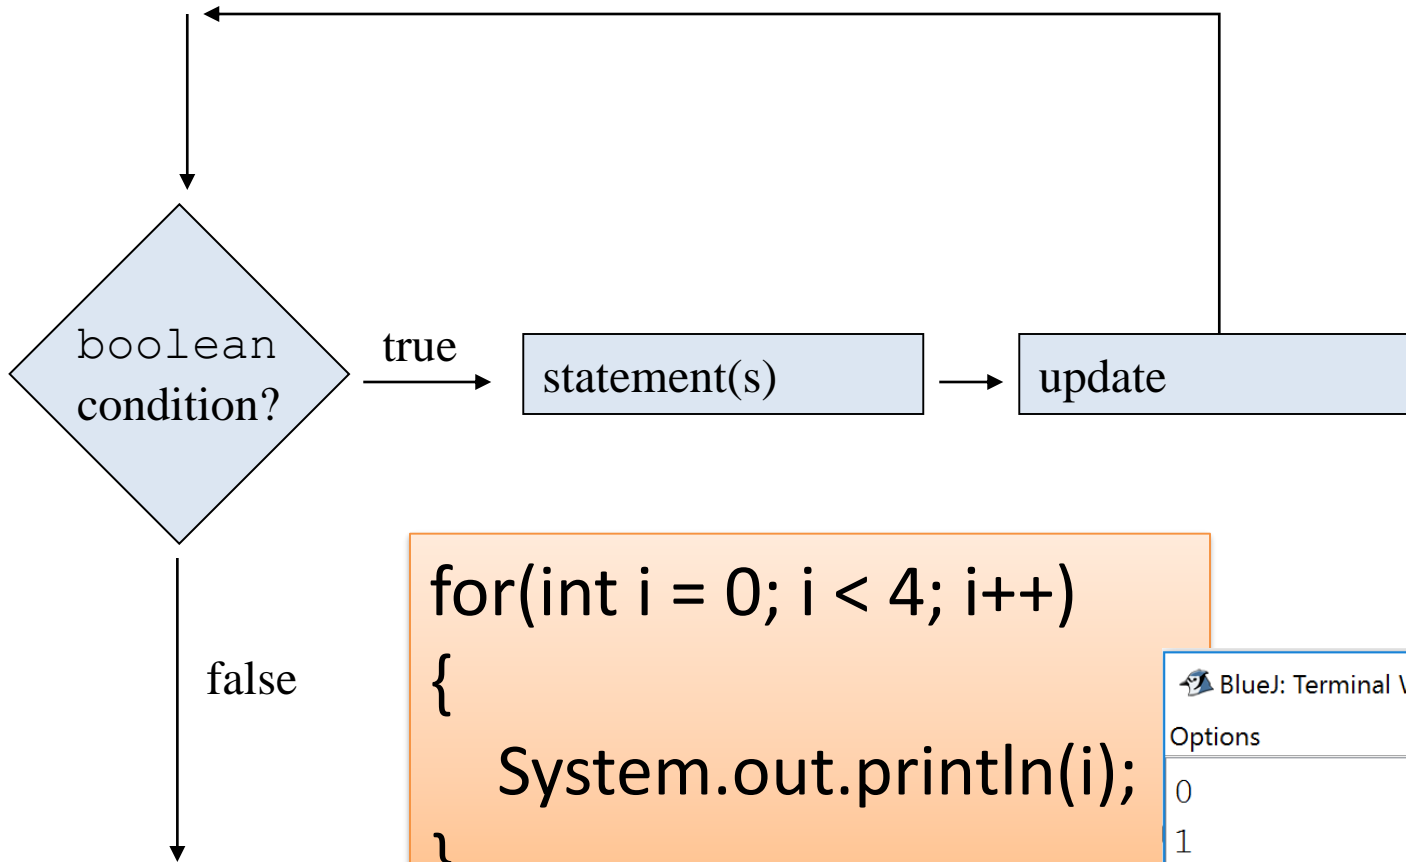 boolean
condition?
true
statement(s)
update
false
for(int i = 0; i < 4; i++)
{
System.out.println(i);
}
BlueJ: Terminal
Options
0
1